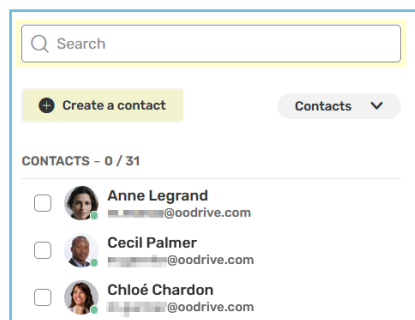 Search
Create a contact
Contacts
CONTACTS - 0 / 31
Anne Legrand
@oodrive.com
Cecil Palmer
@oodrive.com
Chloé Chardon
@oodrive.com